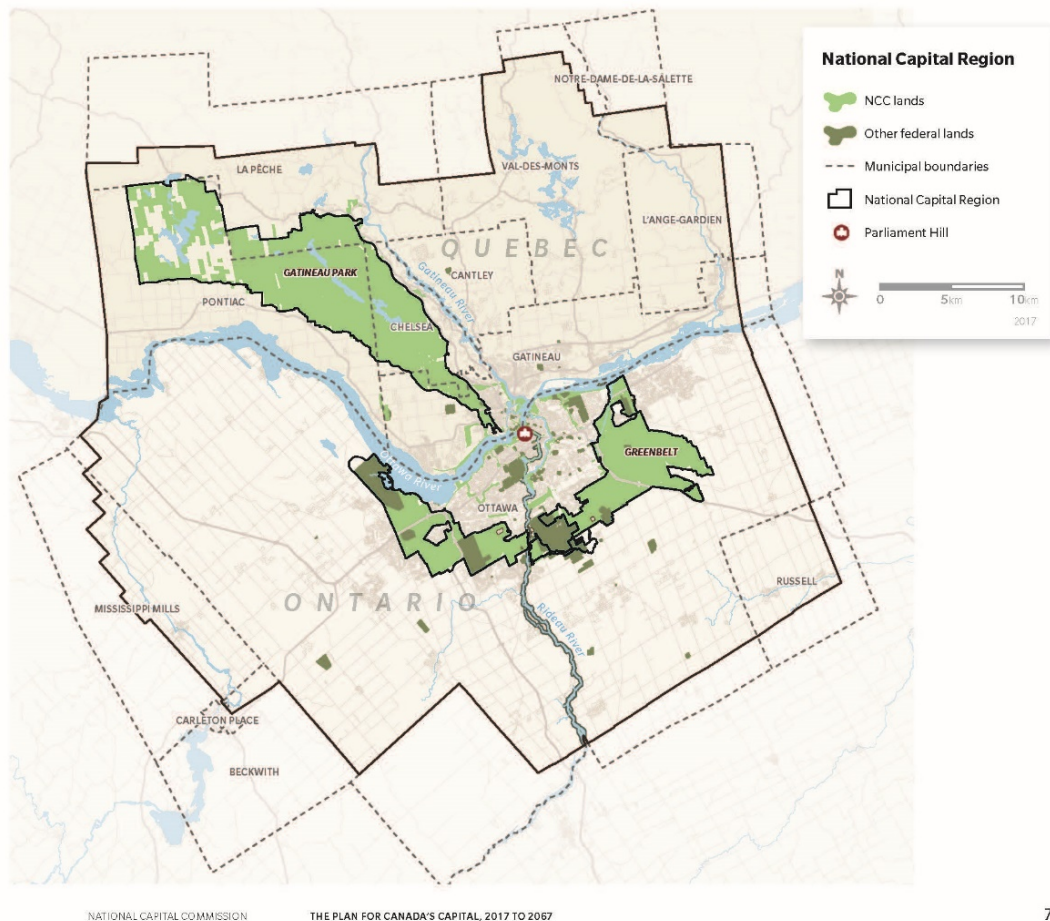 NOTRE-DAME-DE-LA-SALETTE
LA PÊCHE
VAL-DES-MONTS
L'ANGE-GARDIEN
QUEBEC
GATINEAU PARK
Gatineau River
CANTLEY
PONTIAC
CHELSEA
GATINEAU
GREENBELT
Ottawa River
OTTAWA
ONTARIO
RUSSELL
MISSISSIPPI MILLS
Rideau River
CARLETON PLACE
BECKWITH
National Capital Region
NCC lands
Other federal lands
Municipal boundaries
National Capital Region
Parliament Hill
N
0 5km 10km
2017
NATIONAL CAPITAL COMMISSION THE PLAN FOR CANADA'S CAPITAL, 2017 TO 2067 7